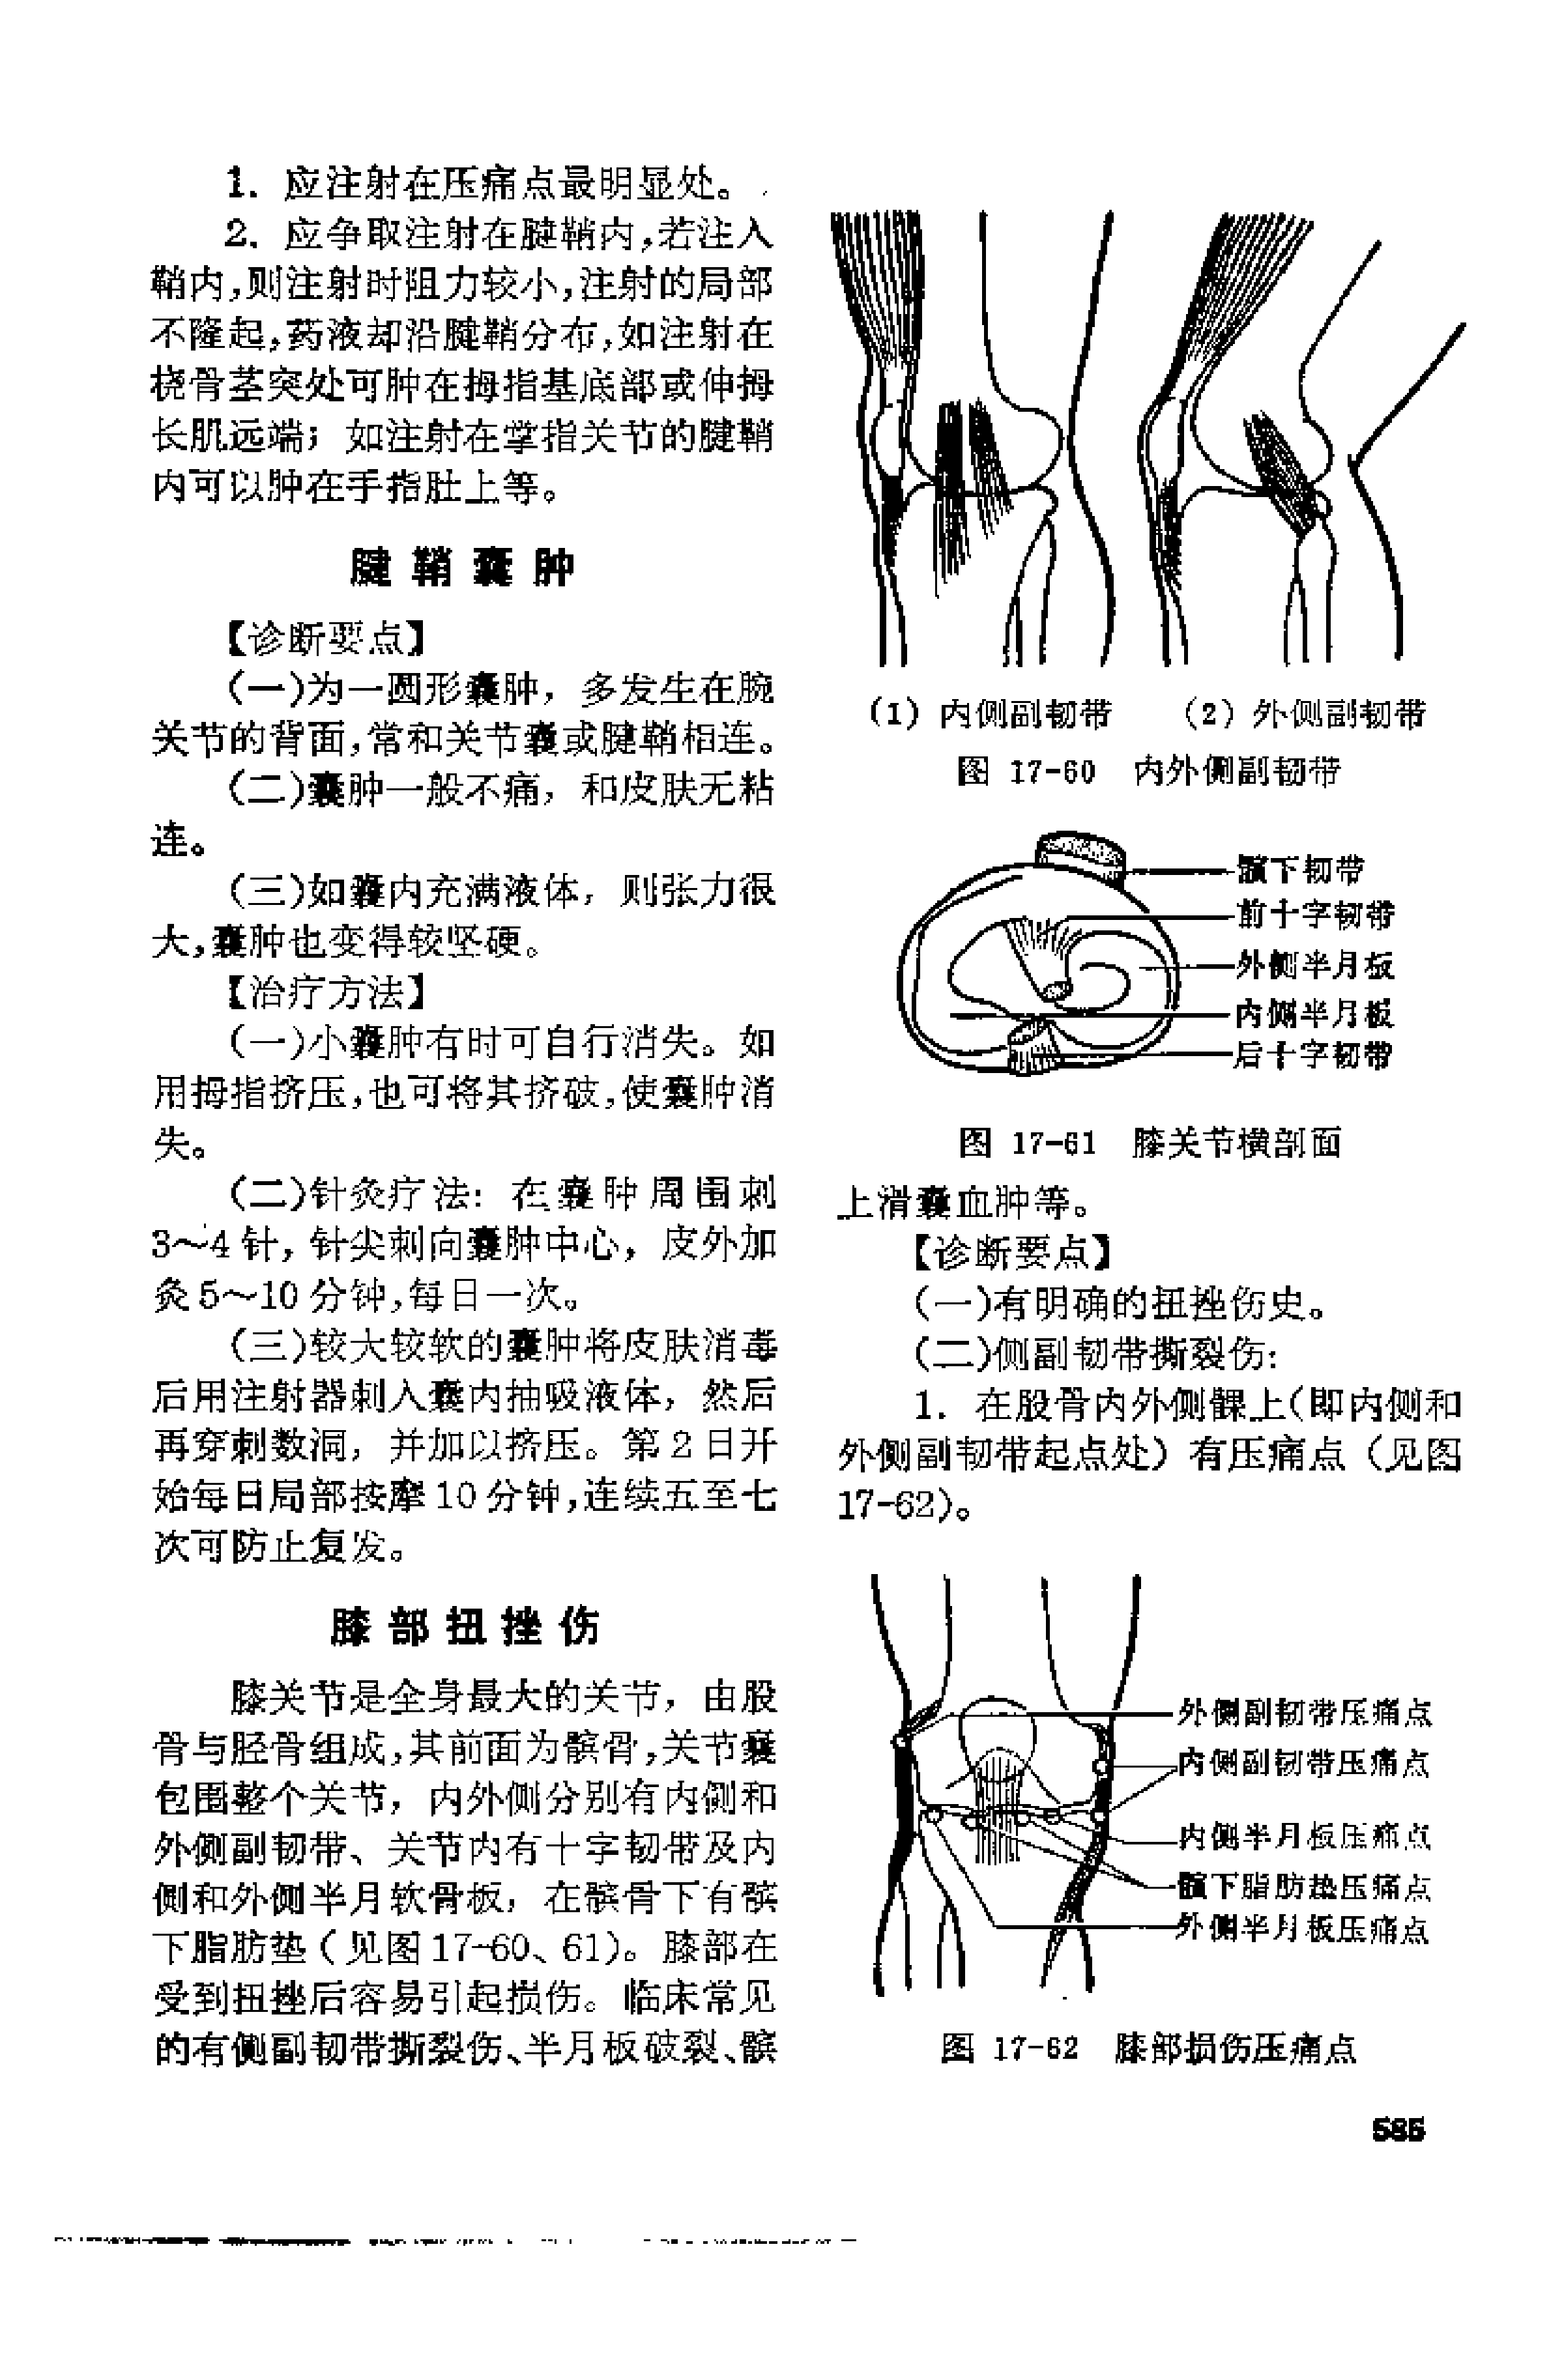 1. 应注射在压痛点最明显处。
2. 应争取注射在腱鞘内,若注入
鞘内,则注射时阻力较小,注射的局部
不隆起,药液却沿腱鞘分布,如注射在
桡骨茎突处可肿在拇指基底部或伸拇
长肌远端;如注射在掌指关节的腱鞘
内可以肿在手指肚上等。
腱鞘囊肿
【诊断要点】
(一)为一圆形囊肿，多发生在腕
关节的背面,常和关节囊或腱鞘相连。
(二)囊肿一般不痛，和皮肤无粘
连。
(三)如囊内充满液体，则张力很
大,囊肿也变得较坚硬。
【治疗方法】
(一)小囊肿有时可自行消失。如
用拇指挤压,也可将其挤破,使囊肿消
失。
(二)针灸疗法：在囊肿周围刺
3～4针,针尖刺向囊肿中心，皮外加
灸5～10分钟,每日一次。
(三)较大较软的囊肿将皮肤消毒
后用注射器刺入囊内抽吸液体，然后
再穿刺数洞，并加以挤压。第2日开
始每日局部按摩10分钟,连续五至七
次可防止复发。
膝部扭挫伤
膝关节是全身最大的关节，由股
骨与胫骨组成,其前面为髌骨,关节囊
包围整个关节，内外侧分别有内侧和
外侧副韧带、关节内有十字韧带及内
侧和外侧半月软骨板，在髌骨下有髌
下脂肪垫(见图17-60、61)。膝部在
受到扭挫后容易引起损伤。临床常见
的有侧副韧带撕裂伤、半月板破裂、髌
(1) 内侧副韧带 (2) 外侧副韧带
图 17-60 内外侧副韧带
髌下韧带
前十字韧带
外侧半月板
内侧半月板
后十字韧带
图 17-61 膝关节横剖面
上滑囊血肿等。
【诊断要点】
(一)有明确的扭挫伤史。
(二)侧副韧带撕裂伤:
1. 在股骨内外侧髁上(即内侧和
外侧副韧带起点处)有压痛点(见图
17-62)。
外侧副韧带压痛点
内侧副韧带压痛点
内侧半月板压痛点
髌下脂肪垫压痛点
外侧半月板压痛点
图 17-62 膝部损伤压痛点
585